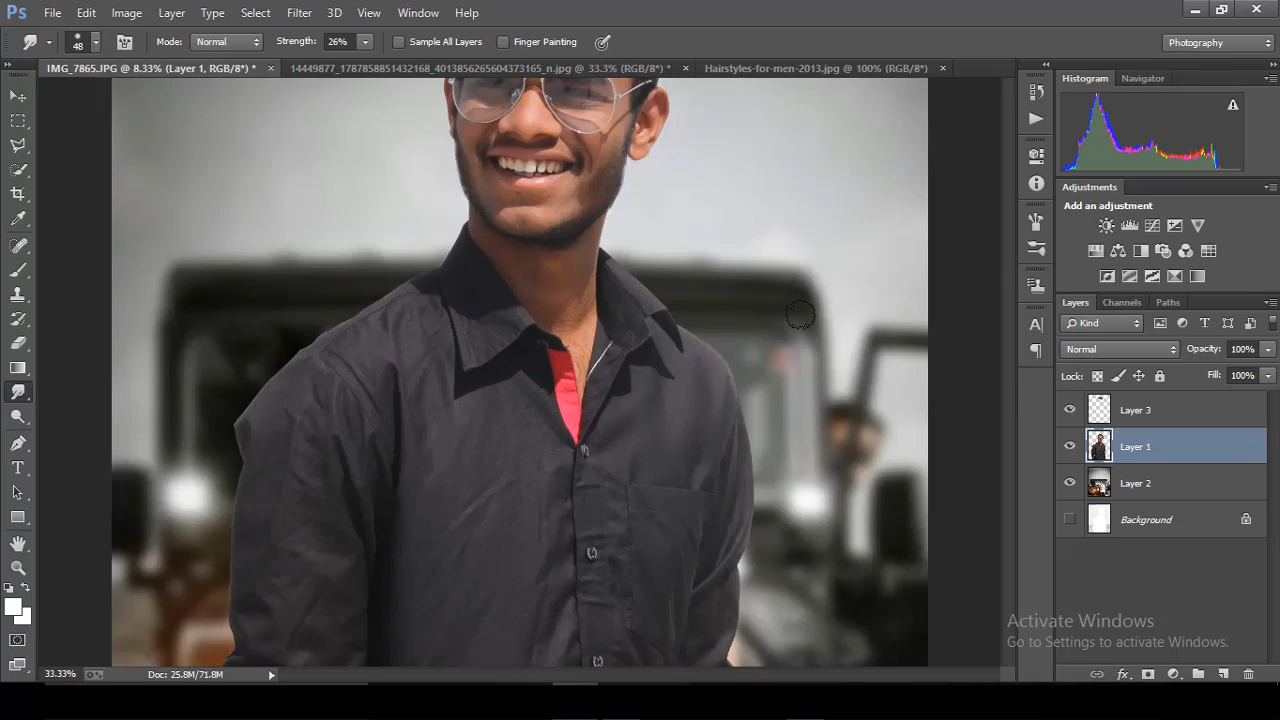 Ps File Edit Image Layer Type Select Filter 3D View Window Help
48 Mode: Normal Strength: 26% Sample All Layers Finger Painting Photography
IMG_7865.JPG @ 8.33% (Layer 1, RGB/8*) * × 14449877_1787858851432168_4013856265604373165_n.jpg @ 33.3% (RGB/8*) * × Hairstyles-for-men-2013.jpg @ 100% (RGB/8*) ×
Histogram Navigator
Adjustments
Add an adjustment
Layers Channels Paths
Kind
Normal Opacity: 100%
Lock: Fill: 100%
Layer 3
Layer 1
Layer 2
Background
Activate Windows
Go to Settings to activate Windows.
33.33% Doc: 25.8M/71.8M